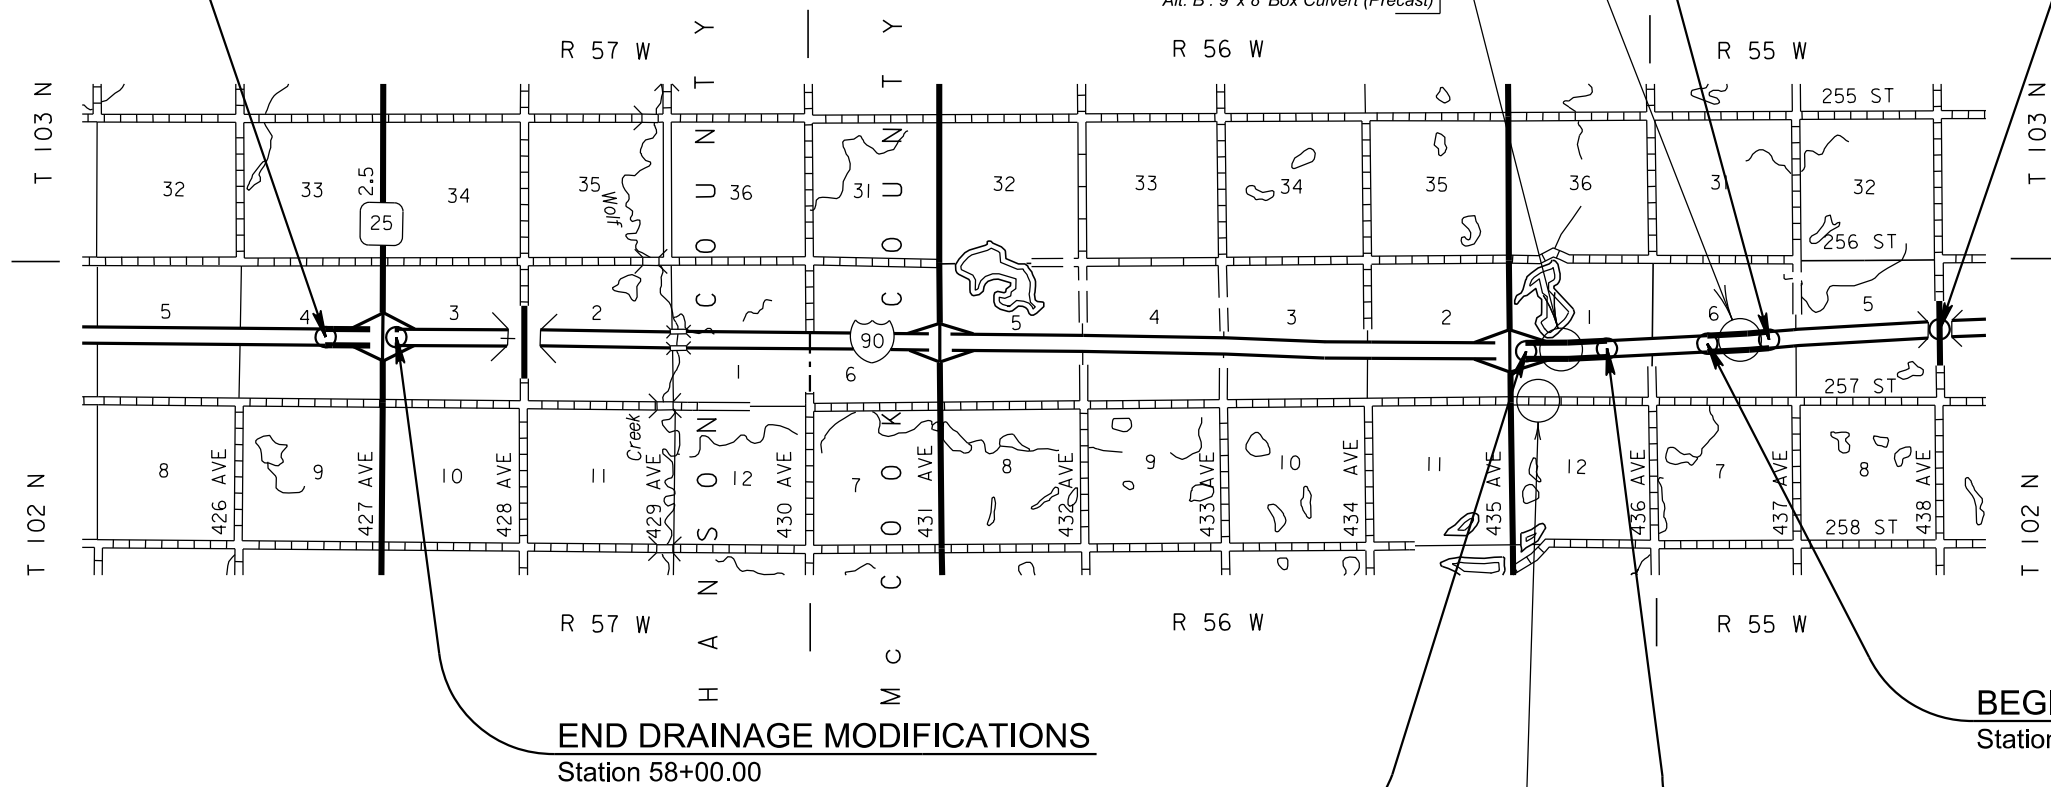 Alt. B : 9' x 8' Box Culvert (Precast)
R 57 W
R 56 W
R 55 W
T 103 N
T 103 N
255 ST
32
33
2.5
34
35
Wolf
36
31
32
33
34
35
36
31
32
25
256 ST
5
4
3
2
1
6
90
5
4
3
2
1
6
5
257 ST
8
426 AVE
9
427 AVE
10
428 AVE
11
Creek
429 AVE
12
430 AVE
7
431 AVE
8
432 AVE
9
433 AVE
10
434 AVE
11
435 AVE
12
436 AVE
7
437 AVE
8
438 AVE
258 ST
T 102 N
T 102 N
HANSON COUNTY
McCOOK COUNTY
R 57 W
R 56 W
R 55 W
END DRAINAGE MODIFICATIONS
Station 58+00.00